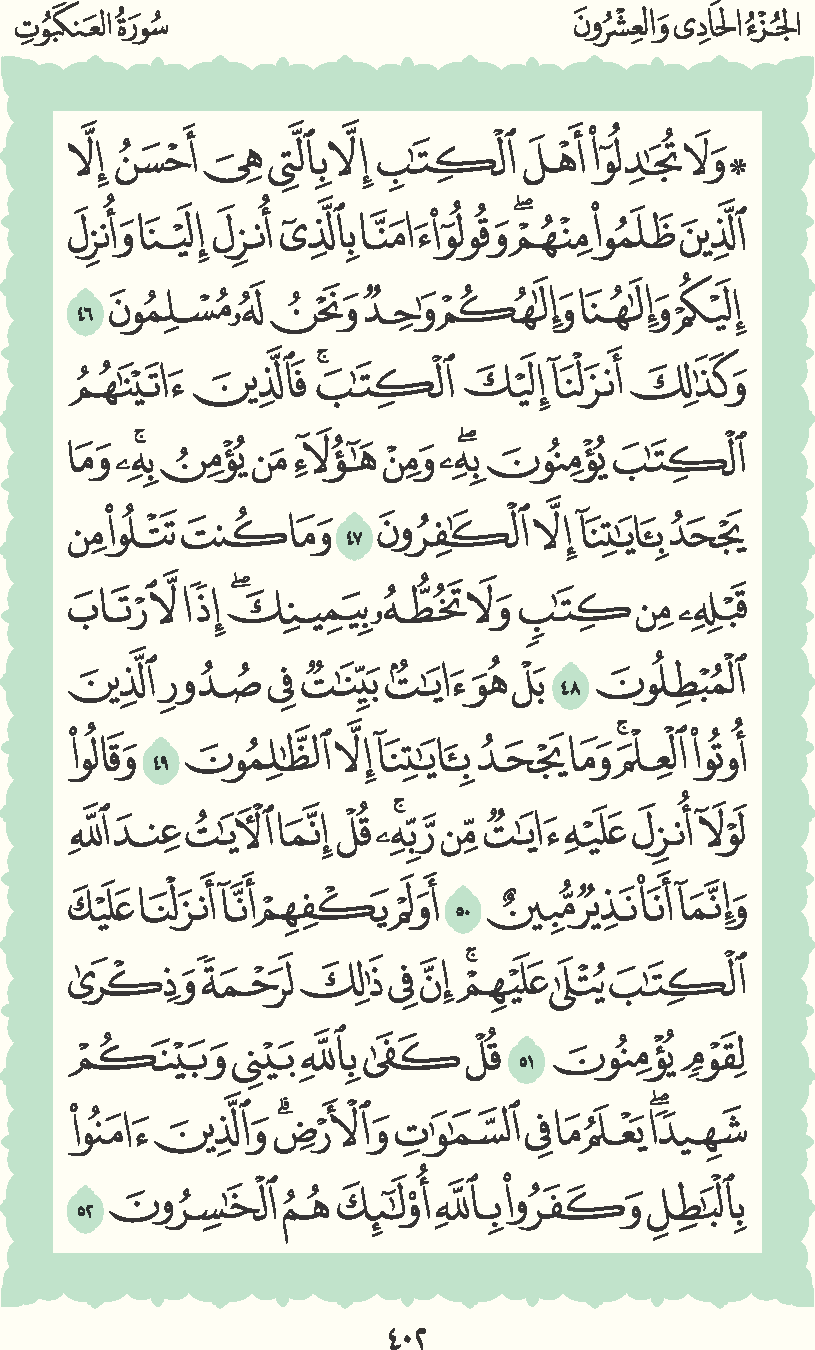 الجُزْءُ الحَادِى وَالعِشْرُونَ
سُورَةُ العَنكَبُوتِ
۞وَلَا تُجَٰدِلُوٓا۟ أَهْلَ ٱلْكِتَٰبِ إِلَّا بِٱلَّتِى هِىَ أَحْسَنُ إِلَّا
ٱلَّذِينَ ظَلَمُوا۟ مِنْهُمْ ۖ وَقُولُوٓا۟ ءَامَنَّا بِٱلَّذِىٓ أُنزِلَ إِلَيْنَا وَأُنزِلَ
إِلَيْكُمْ وَإِلَٰهُنَا وَإِلَٰهُكُمْ وَٰحِدٌ وَنَحْنُ لَهُۥ مُسْلِمُونَ ٤٦
وَكَذَٰلِكَ أَنزَلْنَآ إِلَيْكَ ٱلْكِتَٰبَ ۚ فَٱلَّذِينَ ءَاتَيْنَٰهُمُ
ٱلْكِتَٰبَ يُؤْمِنُونَ بِهِۦ ۖ وَمِنْ هَٰٓؤُلَآءِ مَن يُؤْمِنُ بِهِۦ ۚ وَمَا
يَجْحَدُ بِـَٔايَٰتِنَآ إِلَّا ٱلْكَٰفِرُونَ ٤٧ وَمَا كُنتَ تَتْلُوا۟ مِن
قَبْلِهِۦ مِن كِتَٰبٍ وَلَا تَخُطُّهُۥ بِيَمِينِكَ ۖ إِذًا لَّٱرْتَابَ
ٱلْمُبْطِلُونَ ٤٨ بَلْ هُوَ ءَايَٰتٌۢ بَيِّنَٰتٌ فِى صُدُورِ ٱلَّذِينَ
أُوتُوا۟ ٱلْعِلْمَ ۚ وَمَا يَجْحَدُ بِـَٔايَٰتِنَآ إِلَّا ٱلظَّٰلِمُونَ ٤٩ وَقَالُوا۟
لَوْلَآ أُنزِلَ عَلَيْهِ ءَايَٰتٌ مِّن رَّبِّهِۦ ۚ قُلْ إِنَّمَا ٱلْـَٔايَٰتُ عِندَ ٱللَّهِ
وَإِنَّمَآ أَنَا۠ نَذِيرٌ مُّبِينٌ ٥٠ أَوَلَمْ يَكْفِهِمْ أَنَّآ أَنزَلْنَا عَلَيْكَ
ٱلْكِتَٰبَ يُتْلَىٰ عَلَيْهِمْ ۚ إِنَّ فِى ذَٰلِكَ لَرَحْمَةً وَذِكْرَىٰ
لِقَوْمٍ يُؤْمِنُونَ ٥١ قُلْ كَفَىٰ بِٱللَّهِ بَيْنِى وَبَيْنَكُمْ
شَهِيدًا ۖ يَعْلَمُ مَا فِى ٱلسَّمَٰوَٰتِ وَٱلْأَرْضِ ۗ وَٱلَّذِينَ ءَامَنُوا۟
بِٱلْبَٰطِلِ وَكَفَرُوا۟ بِٱللَّهِ أُو۟لَٰٓئِكَ هُمُ ٱلْخَٰسِرُونَ ٥٢
٤٠٢